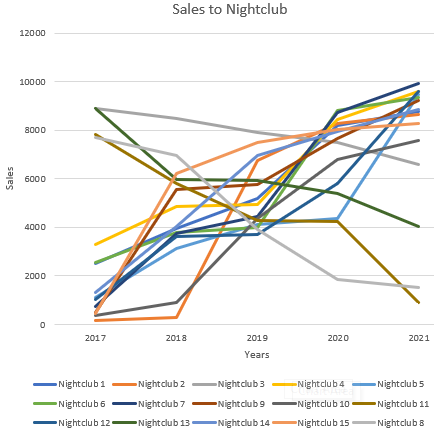 Sales to Nightclub
12000
10000
8000
6000
4000
2000
0
Sales
2017 2018 2019 2020 2021
Years
Nightclub 1 Nightclub 2 Nightclub 3 Nightclub 4 Nightclub 5
Nightclub 6 Nightclub 7 Nightclub 9 Nightclub 10 Nightclub 11
Nightclub 12 Nightclub 13 Nightclub 14 Nightclub 15 Nightclub 8